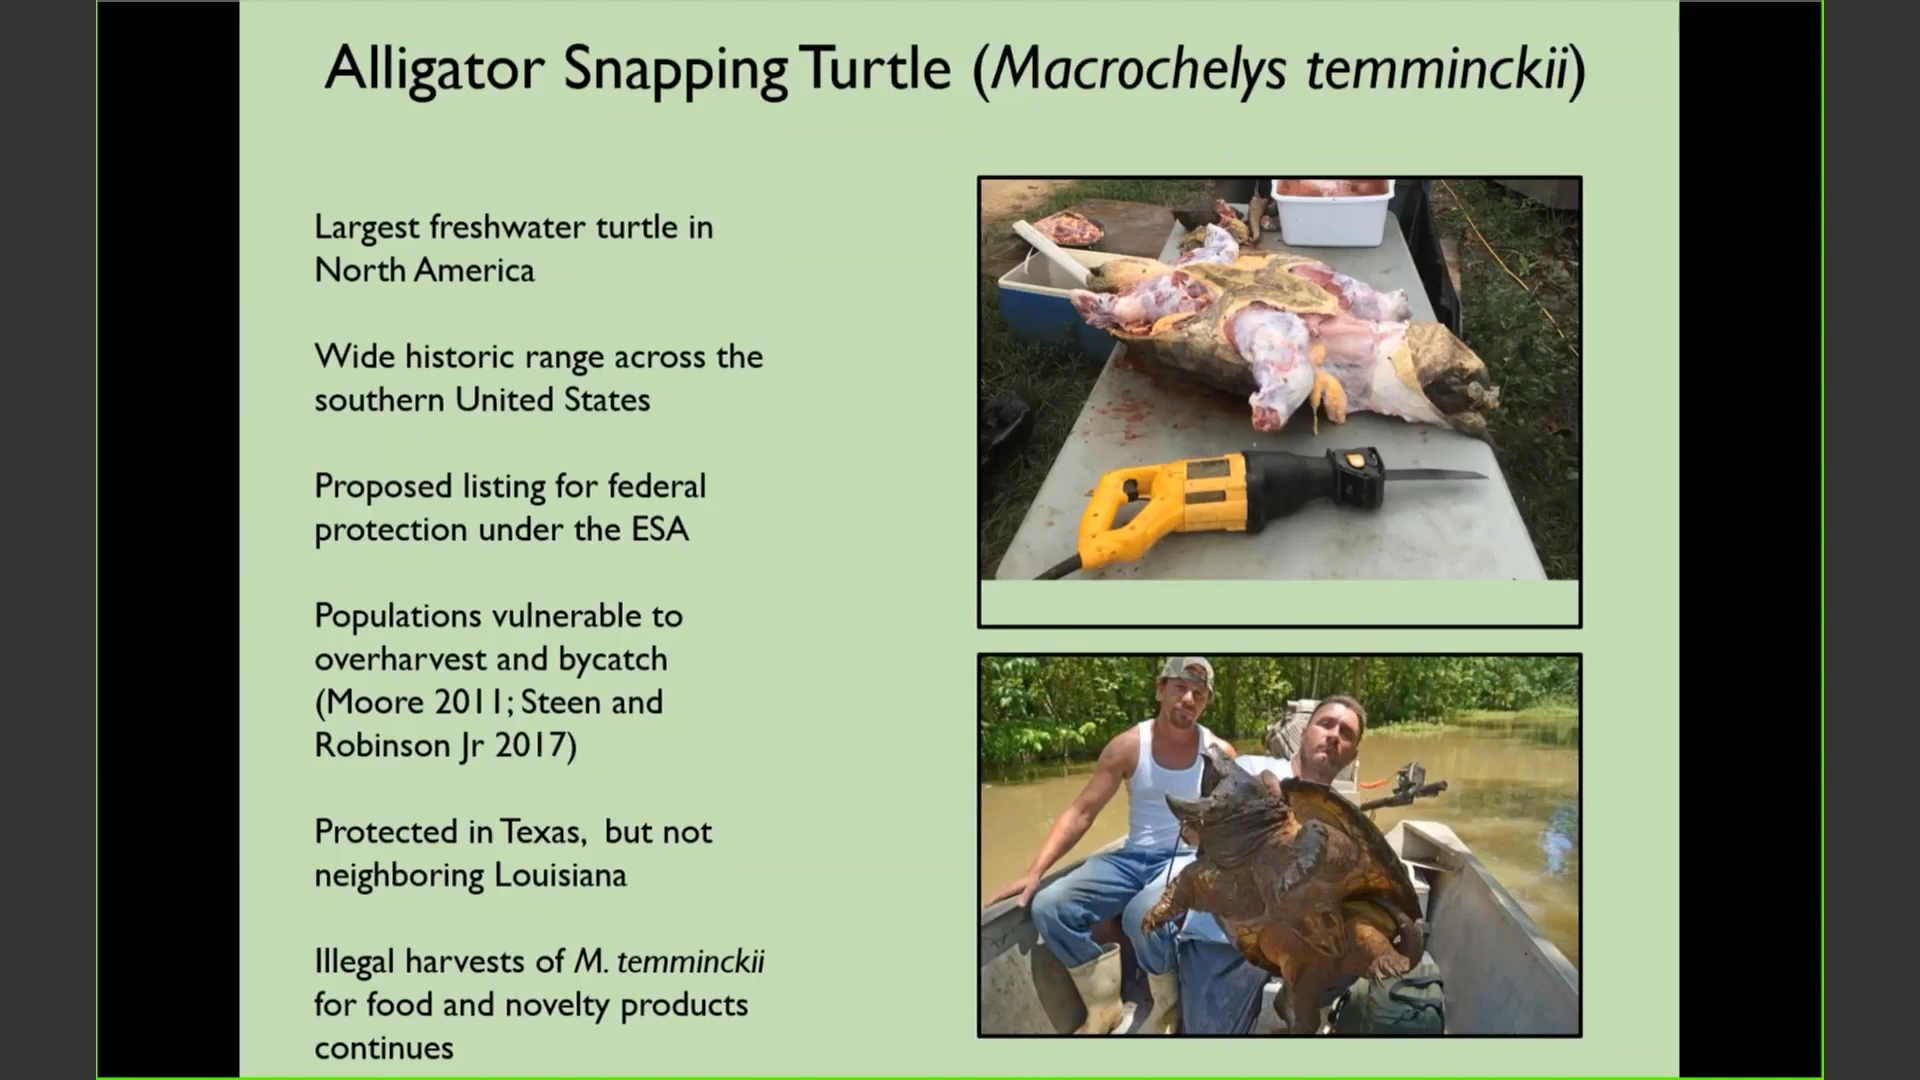 Alligator Snapping Turtle (Macrochelys temminckii)
Largest freshwater turtle in
North America
Wide historic range across the
southern United States
Proposed listing for federal
protection under the ESA
Populations vulnerable to
overharvest and bycatch
(Moore 2011; Steen and
Robinson Jr 2017)
Protected in Texas, but not
neighboring Louisiana
Illegal harvests of M. temminckii
for food and novelty products
continues